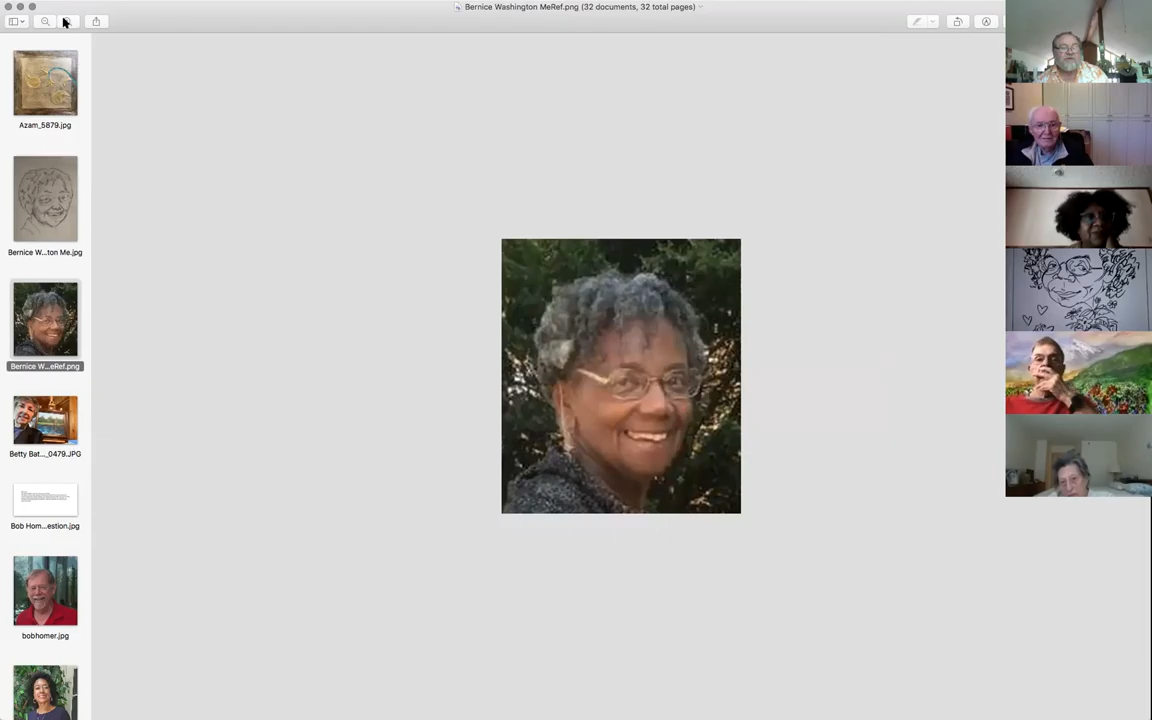 Bernice Washington MeRef.png (32 documents, 32 total pages)
Azam_5879.jpg
Bernice W...ton Me.jpg
Bernice W...eRef.png
Betty Bat..._0479.JPG
Bob Hom...estion.jpg
bobhomer.jpg